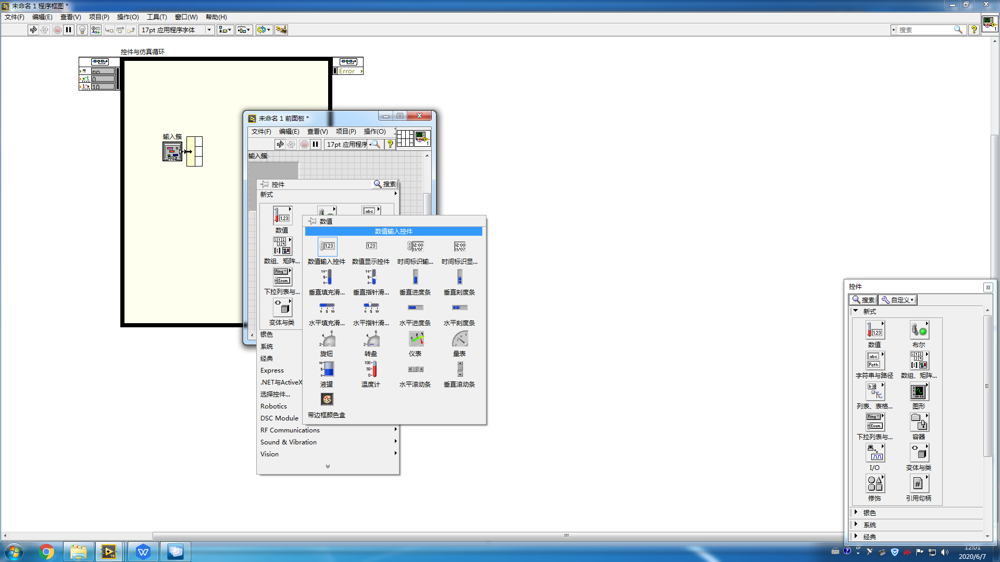 未命名 1 程序框图 *
文件(F) 编辑(E) 查看(V) 项目(P) 操作(O) 工具(T) 窗口(W) 帮助(H)
17pt 应用程序字体
搜索
1
控件与仿真循环
no
0
10
Error
输入簇
未命名 1 前面板 *
文件(F) 编辑(E) 查看(V) 项目(P) 操作(O)
17pt 应用程序
1
输入簇
控件
搜索
新式
数值
数组、矩阵...
下拉列表与...
变体与类
银色
系统
经典
Express
.NET与ActiveX
选择控件...
Robotics
DSC Module
RF Communications
Sound & Vibration
Vision
数值
数值输入控件
数值输入控件 数值显示控件 时间标识输... 时间标识显...
垂直填充滑... 垂直指针滑... 垂直进度条 垂直刻度条
水平填充滑... 水平指针滑... 水平进度条 水平刻度条
旋钮 转盘 仪表 量表
液罐 温度计 水平滚动条 垂直滚动条
带边框颜色盒
控件
搜索 自定义
新式
数值 布尔
字符串与路径 数组、矩阵...
列表、表格... 图形
下拉列表与... 容器
I/O 变体与类
修饰 引用句柄
银色
系统
经典
12:01
2020/6/7